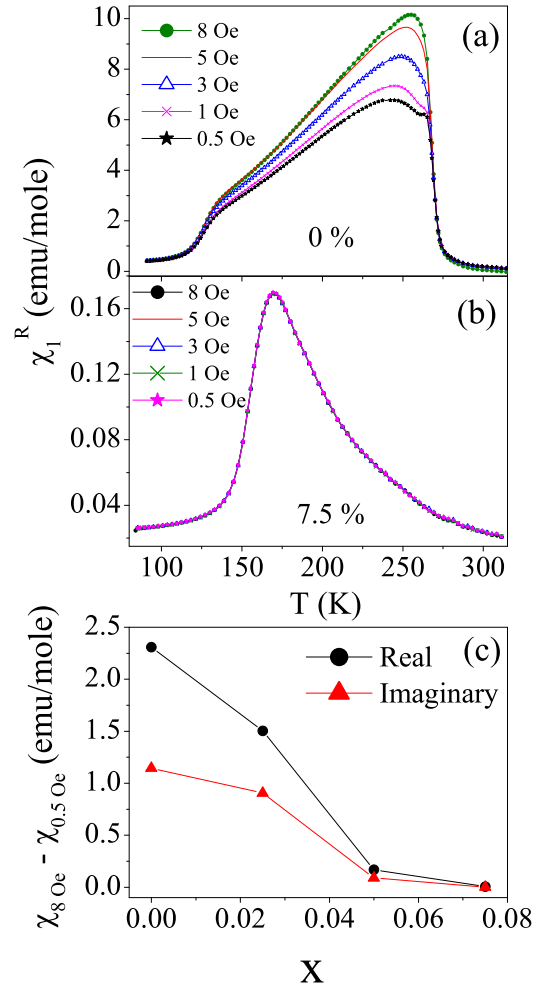 10
8
6
4
2
0
8 Oe
5 Oe
3 Oe
1 Oe
0.5 Oe
(a)
0 %
χ₁ᴿ (emu/mole)
0.16
0.12
0.08
0.04
8 Oe
5 Oe
3 Oe
1 Oe
0.5 Oe
(b)
7.5 %
100 150 200 250 300
T (K)
χ8 Oe - χ0.5 Oe (emu/mole)
2.5
2.0
1.5
1.0
0.5
0.0
Real
Imaginary
(c)
0.00 0.02 0.04 0.06 0.08
X